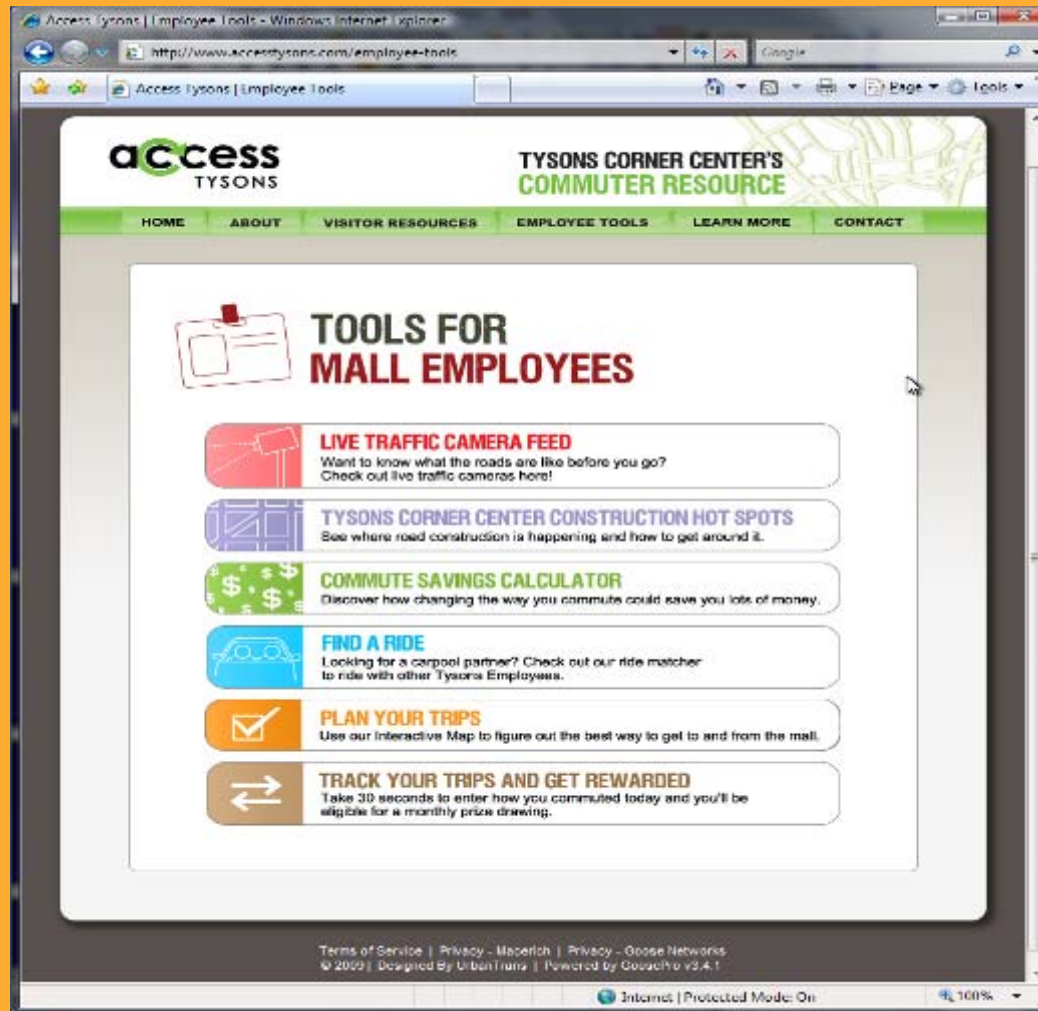 Access Tysons | Employee Tools - Windows Internet Explorer
http://www.accesstysons.com/employee-tools
Google
Access Tysons | Employee Tools
Page
Tools
access
TYSONS
TYSONS CORNER CENTER'S
COMMUTER RESOURCE
HOME ABOUT VISITOR RESOURCES EMPLOYEE TOOLS LEARN MORE CONTACT
TOOLS FOR
MALL EMPLOYEES
LIVE TRAFFIC CAMERA FEED
Want to know what the roads are like before you go?
Check out live traffic cameras here!
TYSONS CORNER CENTER CONSTRUCTION HOT SPOTS
See where road construction is happening and how to get around it.
COMMUTE SAVINGS CALCULATOR
Discover how changing the way you commute could save you lots of money.
FIND A RIDE
Looking for a carpool partner? Check out our ride matcher
to ride with other Tysons Employees.
PLAN YOUR TRIPS
Use our Interactive Map to figure out the best way to get to and from the mall.
TRACK YOUR TRIPS AND GET REWARDED
Take 30 seconds to enter how you commuted today and you'll be
eligible for a monthly prize drawing.
Terms of Service | Privacy - Macerich | Privacy - Goose Networks
© 2009 | Designed By UrbanTrans | Powered by GoosePro v3.4.1
Internet | Protected Mode: On
100%